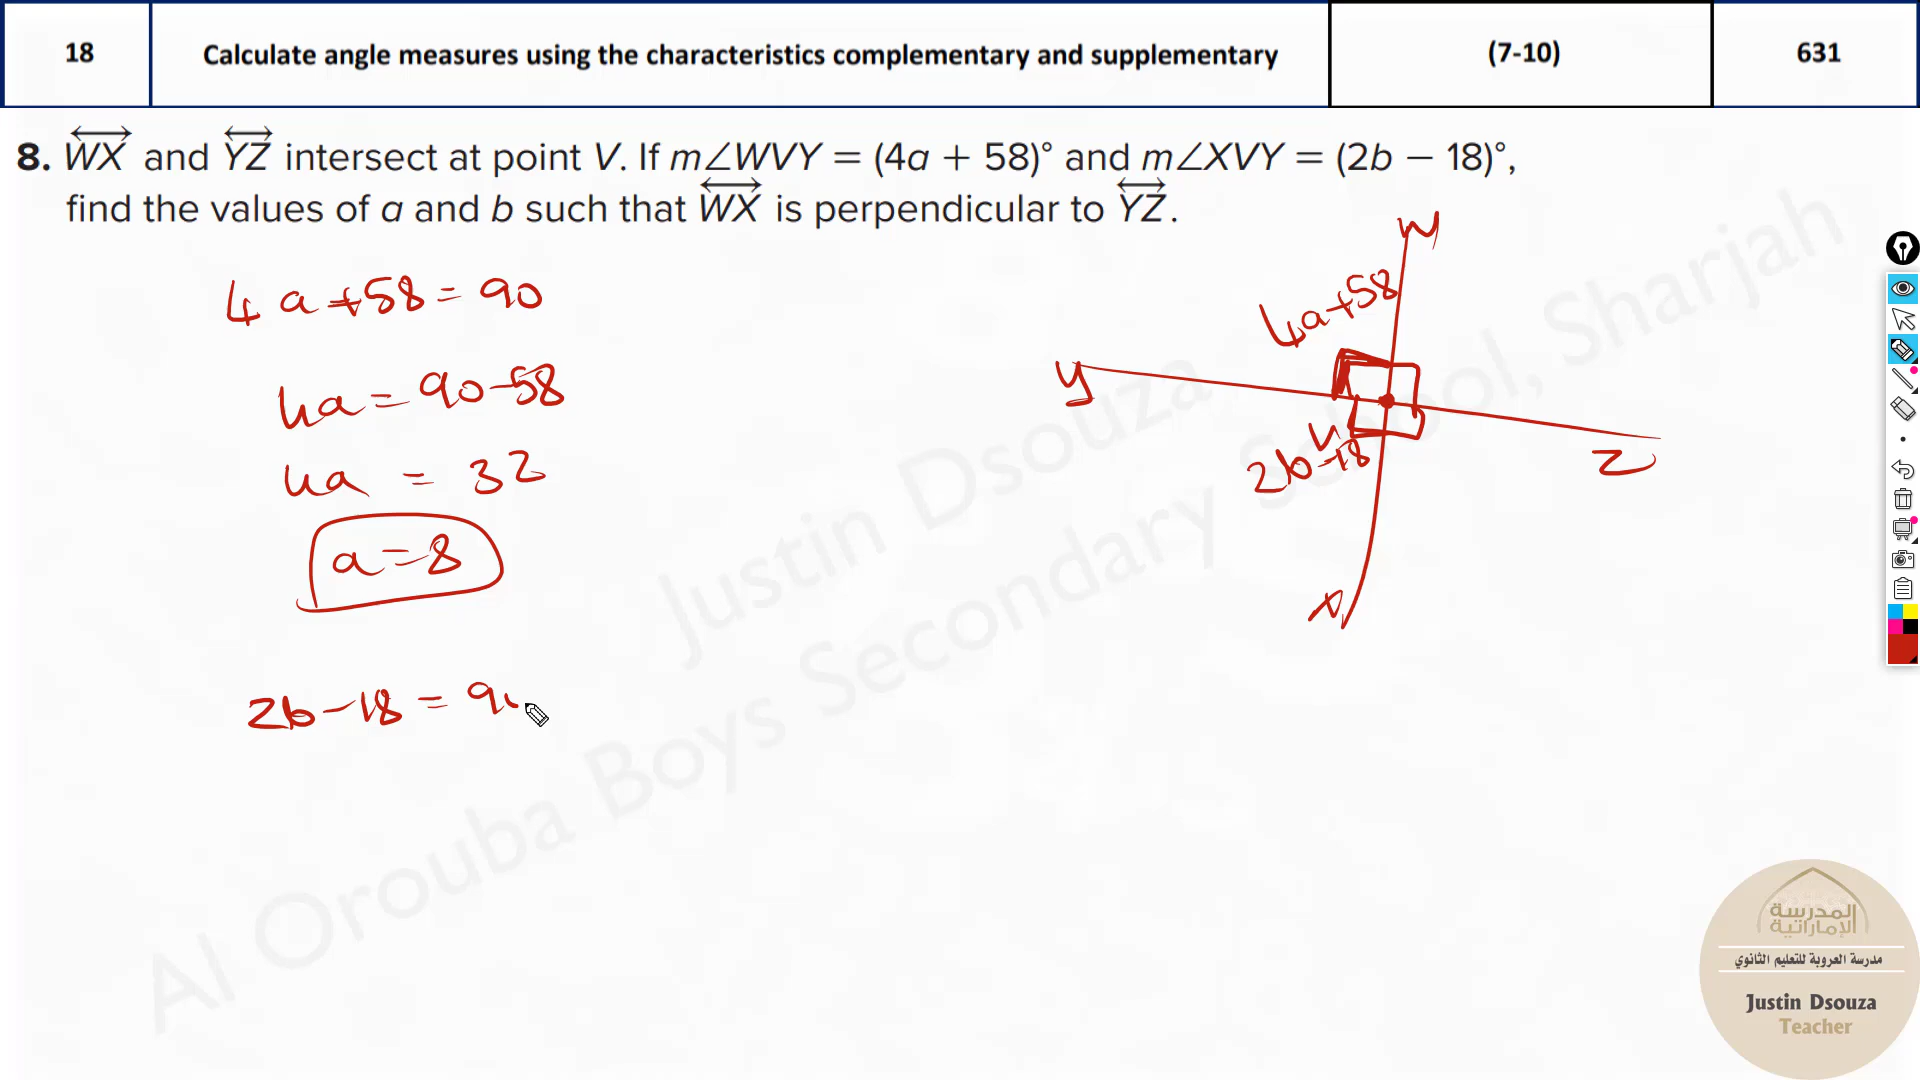 18 Calculate angle measures using the characteristics complementary and supplementary (7-10) 631
8. WX and YZ intersect at point V. If m∠WVY = (4a + 58)° and m∠XVY = (2b − 18)°,
find the values of a and b such that WX is perpendicular to YZ.
4a+58=90
4a=90-58
4a = 32
a=8
2b-18=90
W
4a+58
Y
V
2b-18
Z
X
Justin Dsouza
Al Orouba Boys Secondary School, Sharjah
المدرسة
الإماراتية
مدرسة العروبة للتعليم الثانوي
Justin Dsouza
Teacher